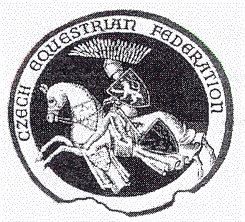 CZECH EQUESTRIAN FEDERATION